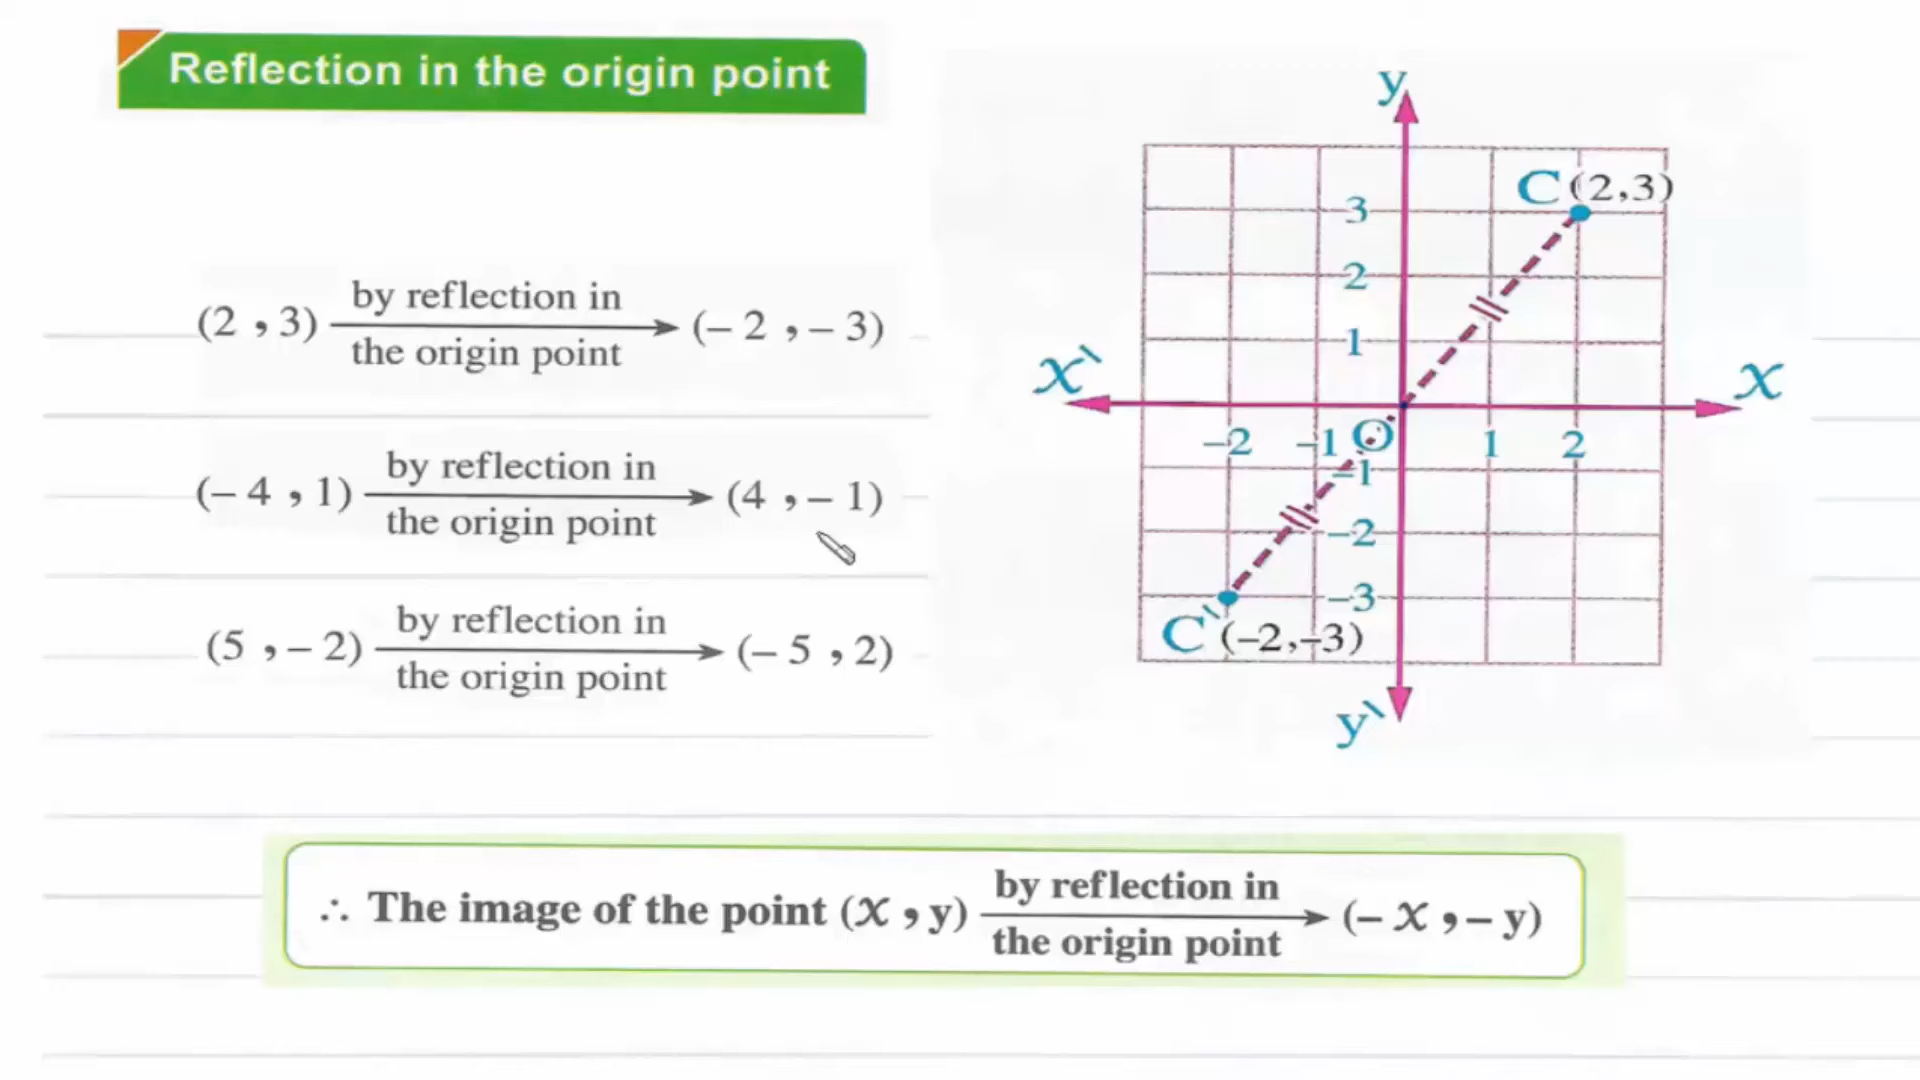 Reflection in the origin point
(2 , 3) by reflection in the origin point (– 2 , – 3)
(– 4 , 1) by reflection in the origin point (4 , – 1)
(5 , – 2) by reflection in the origin point (– 5 , 2)
y
C (2,3)
3
2
1
x`
x
–2 –1 O 1 2
–1
–2
–3
C` (–2,–3)
y`
∴ The image of the point (x , y) by reflection in the origin point (– x , – y)